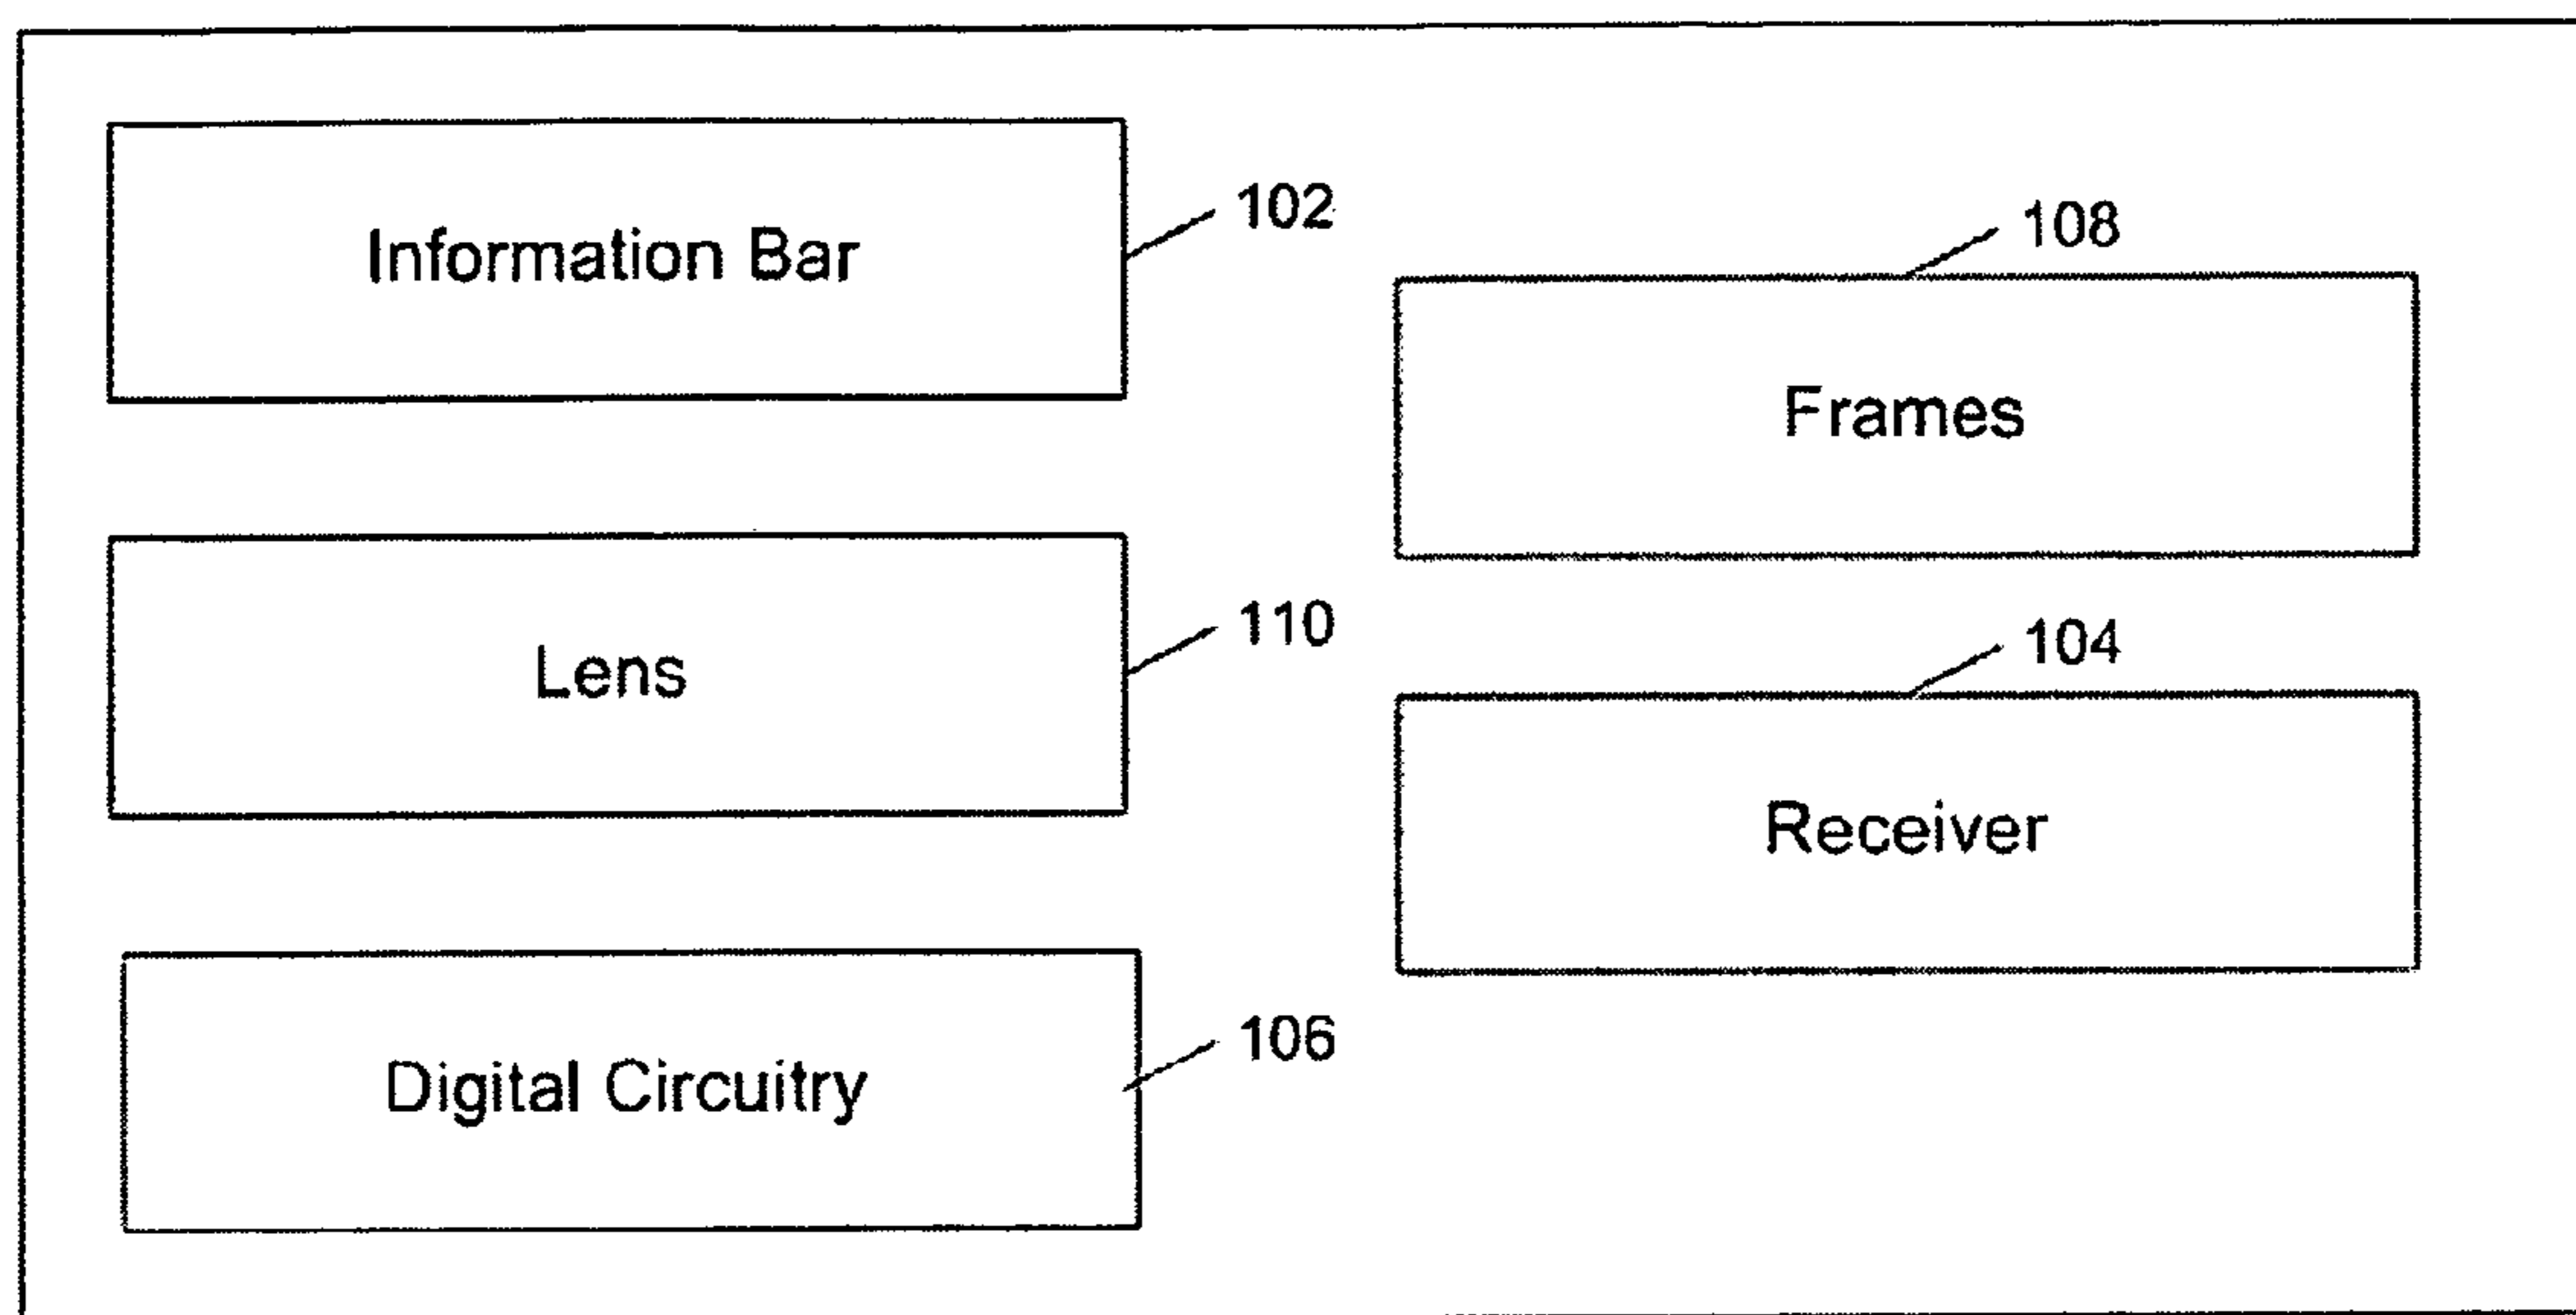 Information Bar
102
108
Frames
Lens
110
104
Receiver
Digital Circuitry
106